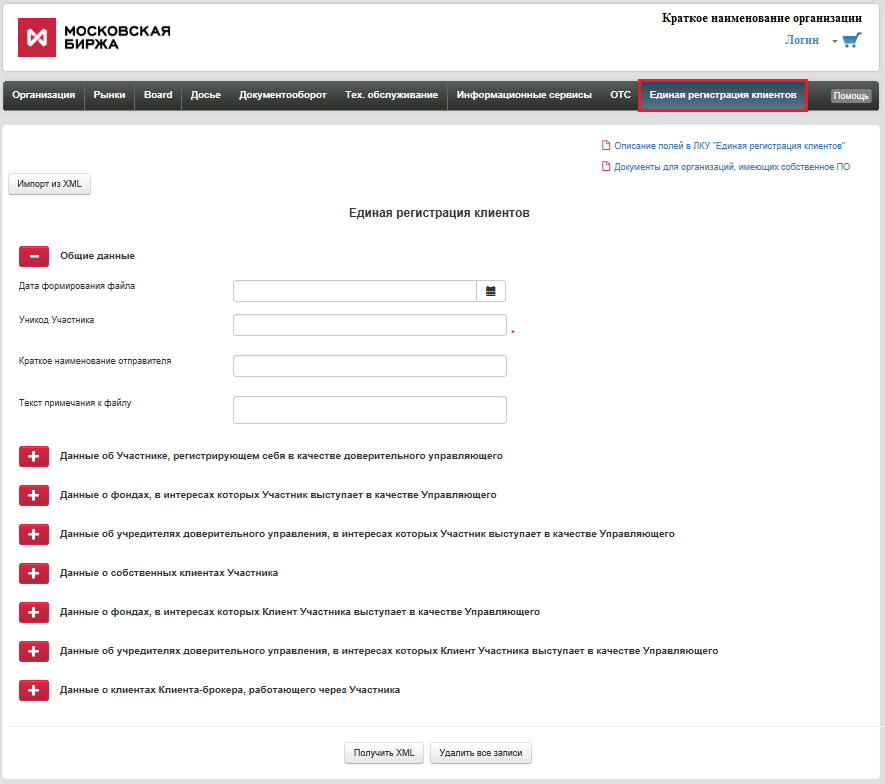 Краткое наименование организации
МОСКОВСКАЯ
БИРЖА
Логин
Организация Рынки Board Досье Документооборот Тех. обслуживание Информационные сервисы ОТС Единая регистрация клиентов Помощь
Описание полей в ЛКУ "Единая регистрация клиентов"
Документы для организаций, имеющих собственное ПО
Импорт из XML
Единая регистрация клиентов
Общие данные
Дата формирования файла
Уникод Участника
Краткое наименование отправителя
Текст примечания к файлу
Данные об Участнике, регистрирующем себя в качестве доверительного управляющего
Данные о фондах, в интересах которых Участник выступает в качестве Управляющего
Данные об учредителях доверительного управления, в интересах которых Участник выступает в качестве Управляющего
Данные о собственных клиентах Участника
Данные о фондах, в интересах которых Клиент Участника выступает в качестве Управляющего
Данные об учредителях доверительного управления, в интересах которых Клиент Участника выступает в качестве Управляющего
Данные о клиентах Клиента-брокера, работающего через Участника
Получить XML Удалить все записи